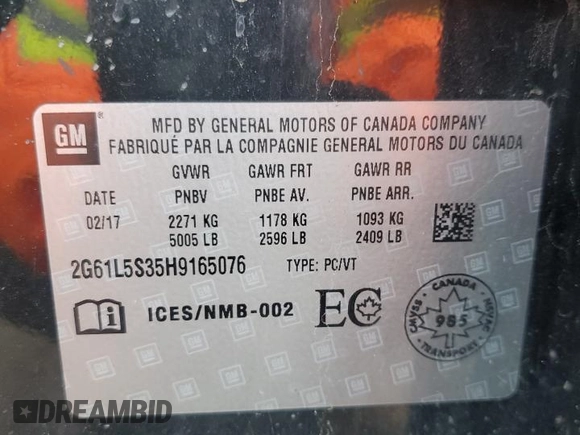 GM
MFD BY GENERAL MOTORS OF CANADA COMPANY
FABRIQUÉ PAR LA COMPAGNIE GENERAL MOTORS DU CANADA
GVWR GAWR FRT GAWR RR
DATE PNBV PNBE AV. PNBE ARR.
02/17 2271 KG 1178 KG 1093 KG
5005 LB 2596 LB 2409 LB
2G61L5S35H9165076 TYPE: PC/VT
ICES/NMB-002 EC
CANADA
985
TRANSPORT
DREAMBID